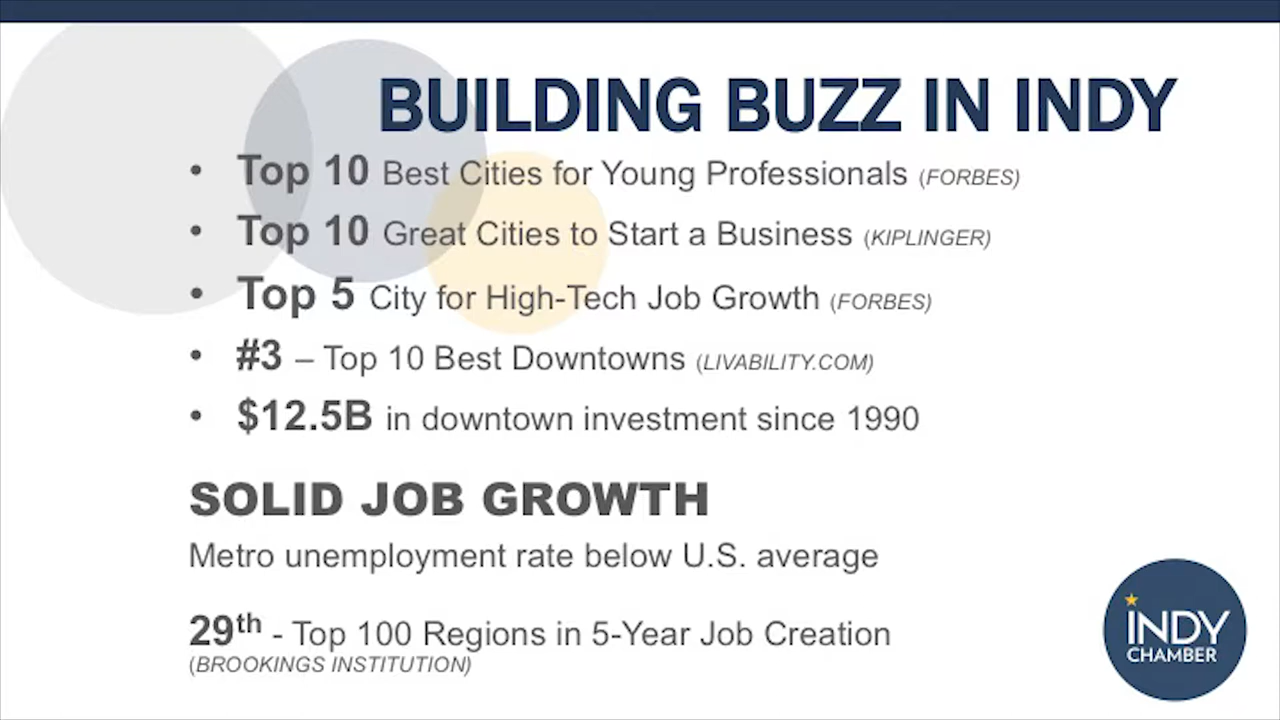 BUILDING BUZZ IN INDY
• Top 10 Best Cities for Young Professionals (FORBES)
• Top 10 Great Cities to Start a Business (KIPLINGER)
• Top 5 City for High-Tech Job Growth (FORBES)
• #3 – Top 10 Best Downtowns (LIVABILITY.COM)
• $12.5B in downtown investment since 1990
SOLID JOB GROWTH
Metro unemployment rate below U.S. average
29th - Top 100 Regions in 5-Year Job Creation
(BROOKINGS INSTITUTION)
INDY
CHAMBER